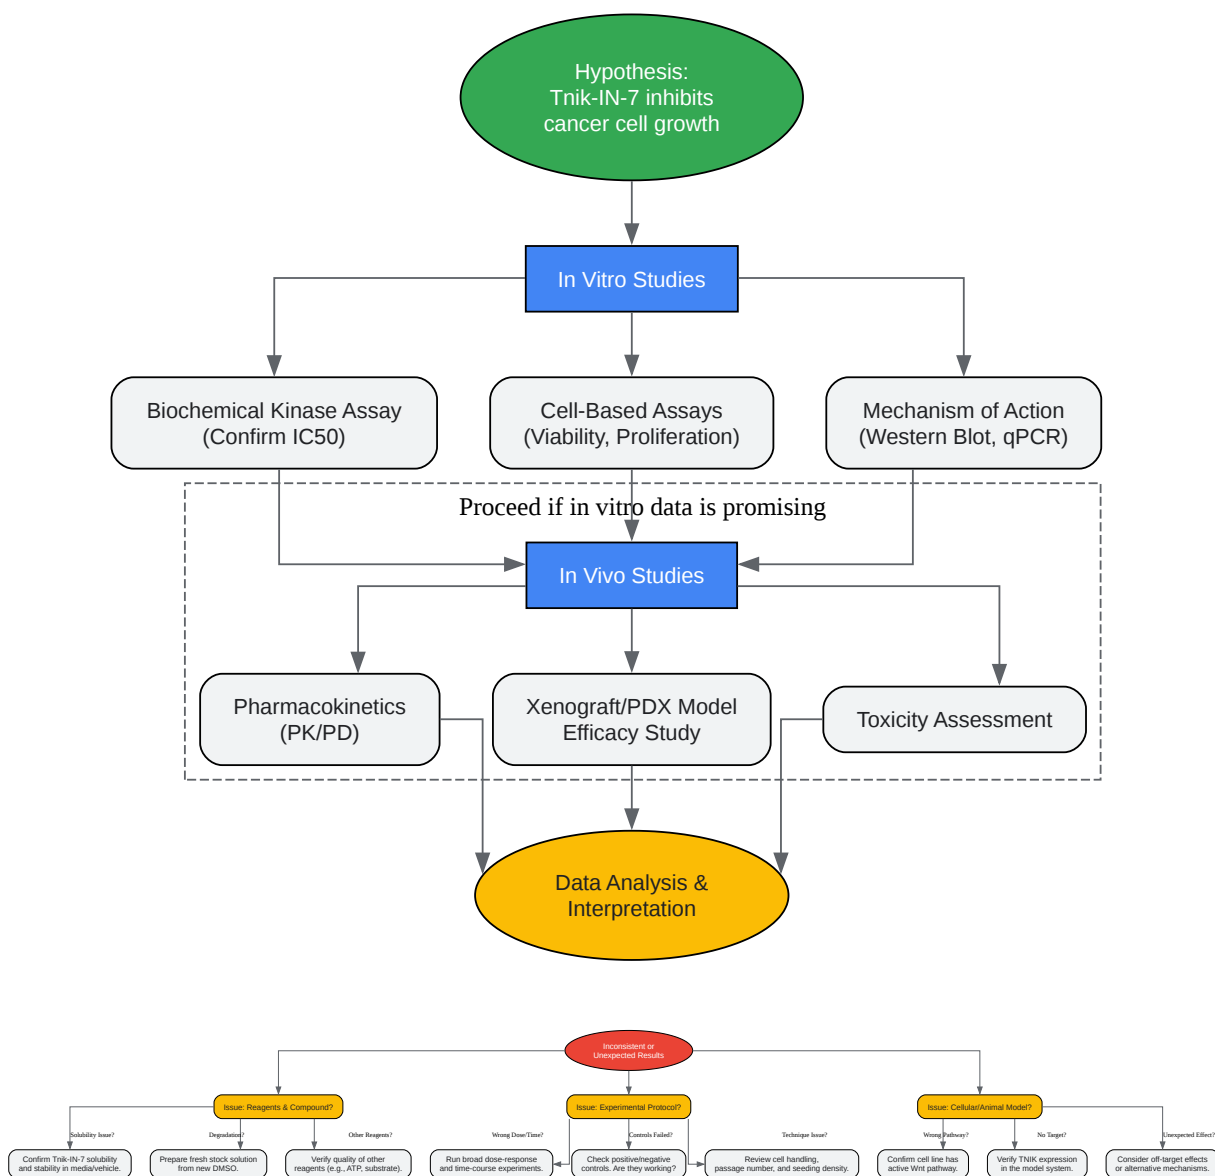 Hypothesis:
Tnik-IN-7 inhibits
cancer cell growth
In Vitro Studies
Biochemical Kinase Assay
(Confirm IC50)
Cell-Based Assays
(Viability, Proliferation)
Mechanism of Action
(Western Blot, qPCR)
Proceed if in vitro data is promising
In Vivo Studies
Pharmacokinetics
(PK/PD)
Xenograft/PDX Model
Efficacy Study
Toxicity Assessment
Data Analysis &
Interpretation
Inconsistent or
Unexpected Results
Issue: Reagents & Compound?
Issue: Experimental Protocol?
Issue: Cellular/Animal Model?
Solubility Issue?
Degradation?
Other Reagents?
Wrong Dose/Time?
Controls Failed?
Technique Issue?
Wrong Pathway?
No Target?
Unexpected Effect?
Confirm Tnik-IN-7 solubility
and stability in media/vehicle.
Prepare fresh stock solution
from new DMSO.
Verify quality of other
reagents (e.g., ATP, substrate).
Run broad dose-response
and time-course experiments.
Check positive/negative
controls. Are they working?
Review cell handling,
passage number, and seeding density.
Confirm cell line has
active Wnt pathway.
Verify TNIK expression
in the model system.
Consider off-target effects
or alternative mechanisms.